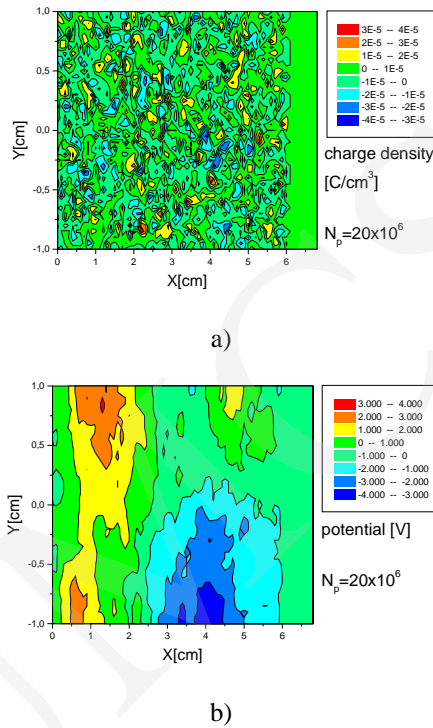 1,0
0,5
0,0
-0,5
-1,0
Y[cm]
0 1 2 3 4 5 6
X[cm]
3E-5 -- 4E-5
2E-5 -- 3E-5
1E-5 -- 2E-5
0 -- 1E-5
-1E-5 -- 0
-2E-5 -- -1E-5
-3E-5 -- -2E-5
-4E-5 -- -3E-5
charge density
[C/cm³]
Nₚ=20x10⁶
a)
1,0
0,5
0,0
-0,5
-1,0
Y[cm]
0 1 2 3 4 5 6
X[cm]
3.000 -- 4.000
2.000 -- 3.000
1.000 -- 2.000
0 -- 1.000
-1.000 -- 0
-2.000 -- -1.000
-3.000 -- -2.000
-4.000 -- -3.000
potential [V]
Nₚ=20x10⁶
b)